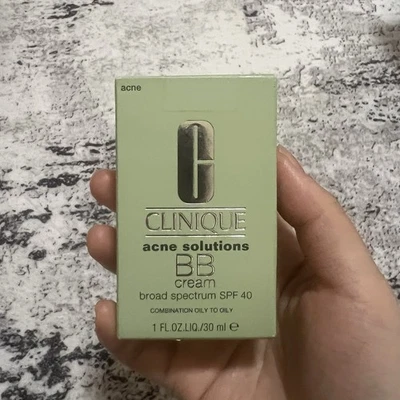 acne
CLINIQUE
acne solutions
BB
cream
broad spectrum SPF 40
COMBINATION OILY TO OILY
1 FL.OZ.LIQ./30 ml e